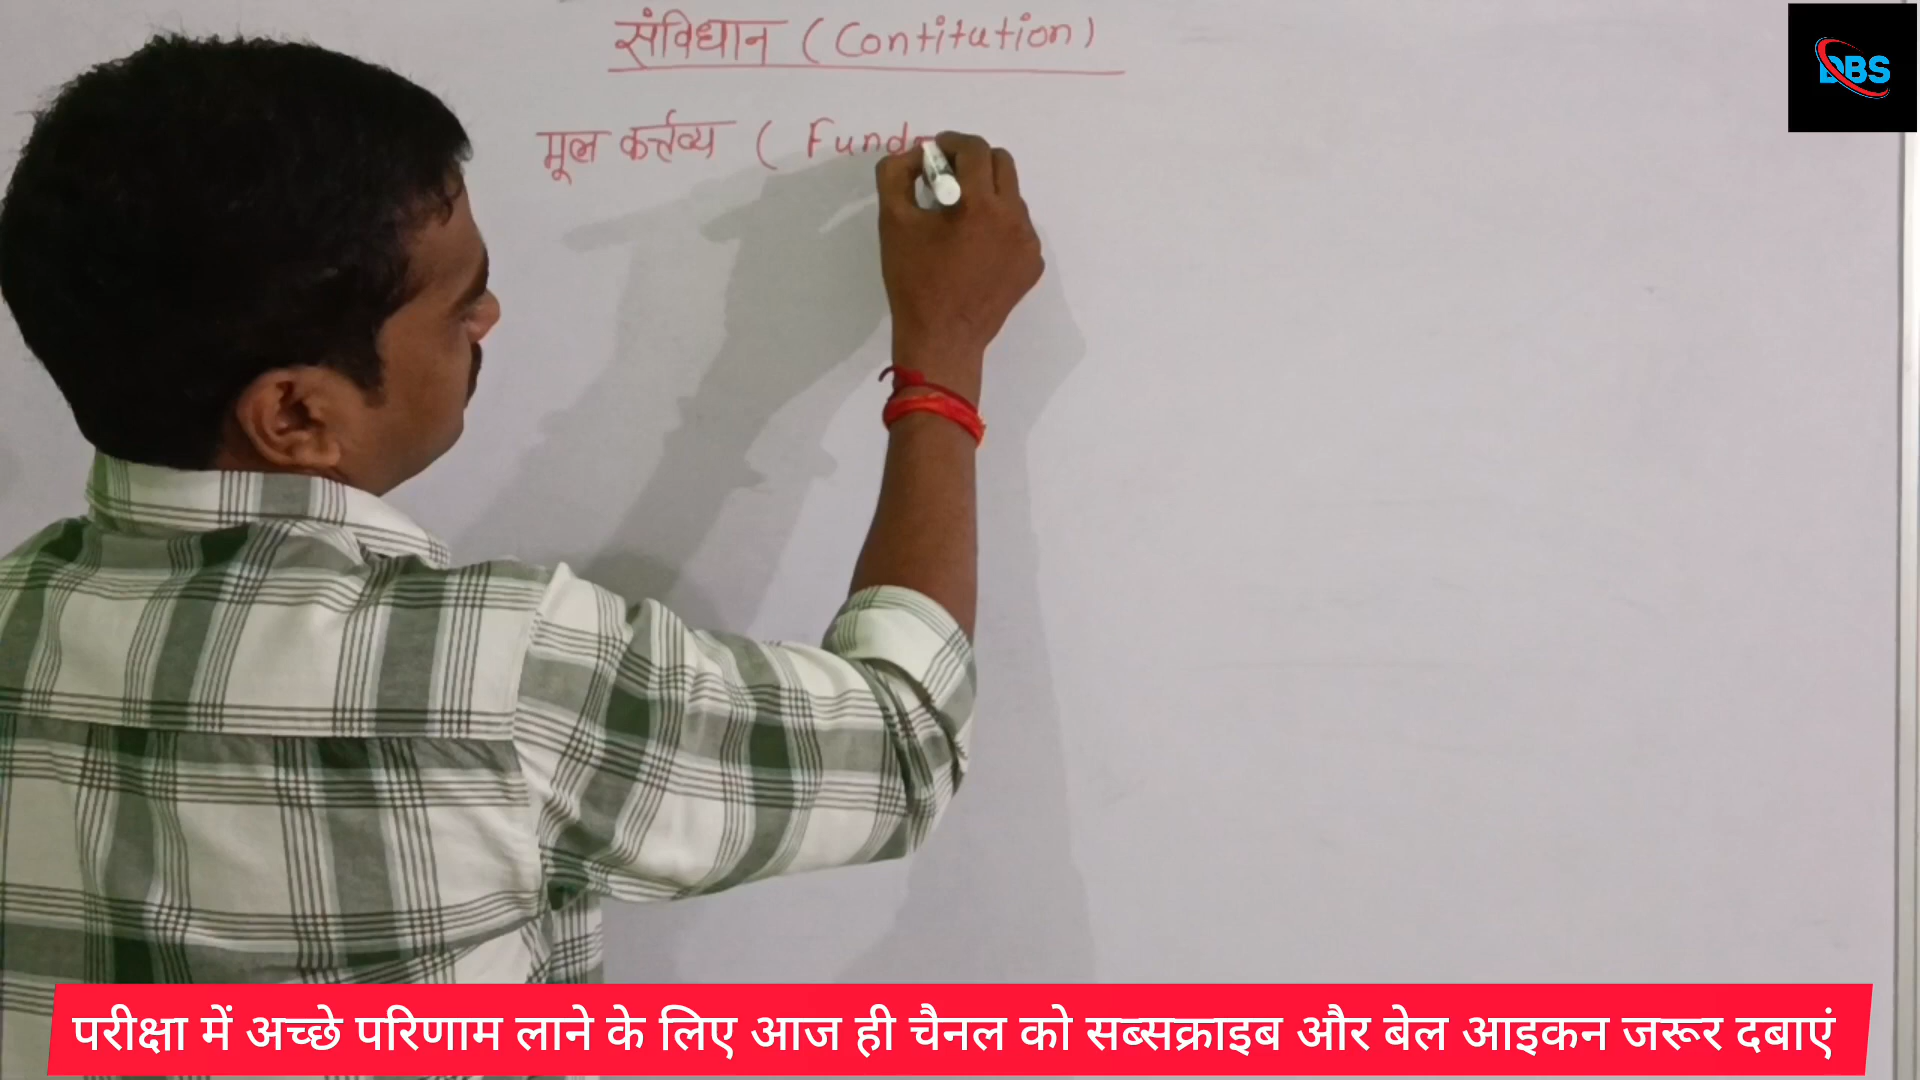 संविधान (Contitution)
मूल कर्त्तव्य ( Fund
DBS
परीक्षा में अच्छे परिणाम लाने के लिए आज ही चैनल को सब्सक्राइब और बेल आइकन जरूर दबाएं